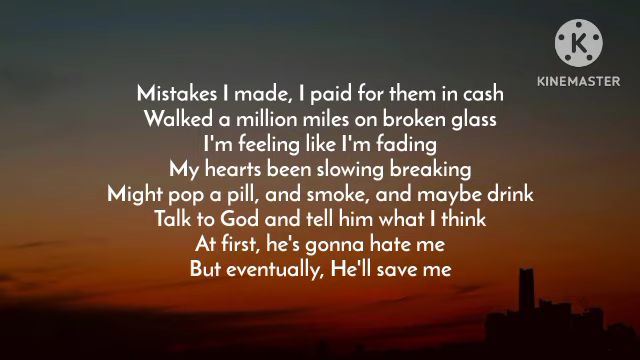 KINEMASTER
Mistakes I made, I paid for them in cash
Walked a million miles on broken glass
I'm feeling like I'm fading
My hearts been slowing breaking
Might pop a pill, and smoke, and maybe drink
Talk to God and tell him what I think
At first, he's gonna hate me
But eventually, He'll save me